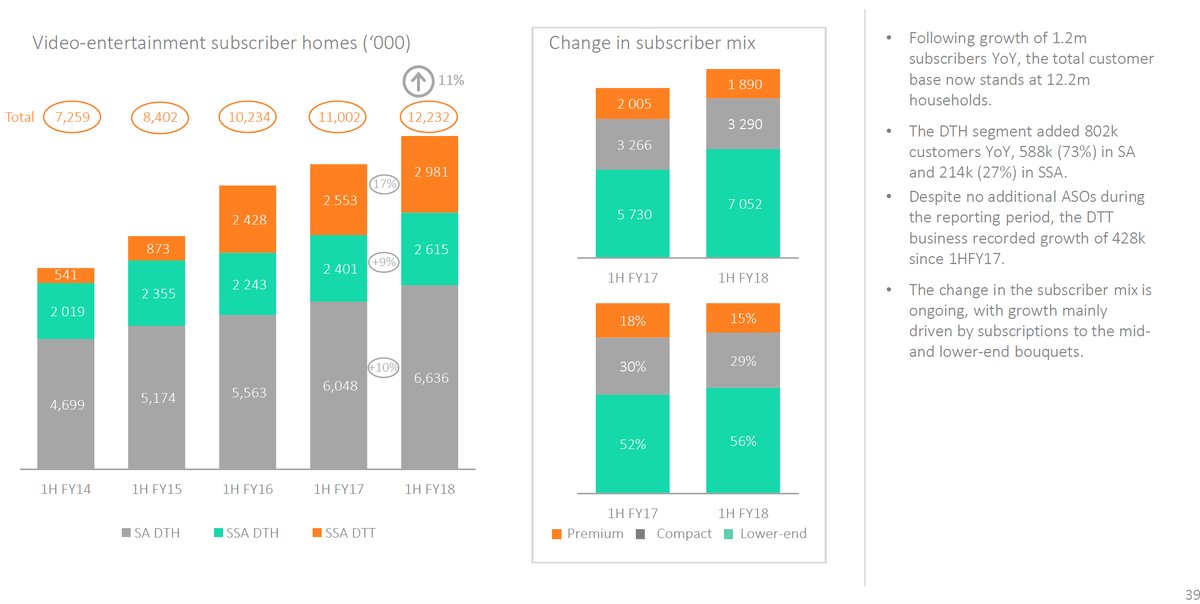 Video-entertainment subscriber homes (‘000)
11%
Total 7,259 8,402 10,234 11,002 12,232
541 873 2 428 2 553 2 981
2 019 2 355 2 243 2 401 2 615
4,699 5,174 5,563 6,048 6,636
17%
+9%
+10%
1H FY14 1H FY15 1H FY16 1H FY17 1H FY18
SA DTH SSA DTH SSA DTT
Change in subscriber mix
2 005 1 890
3 266 3 290
5 730 7 052
1H FY17 1H FY18
18% 15%
30% 29%
52% 56%
1H FY17 1H FY18
Premium Compact Lower-end
• Following growth of 1.2m
subscribers YoY, the total customer
base now stands at 12.2m
households.
• The DTH segment added 802k
customers YoY, 588k (73%) in SA
and 214k (27%) in SSA.
• Despite no additional ASOs during
the reporting period, the DTT
business recorded growth of 428k
since 1HFY17.
• The change in the subscriber mix is
ongoing, with growth mainly
driven by subscriptions to the mid-
and lower-end bouquets.
39